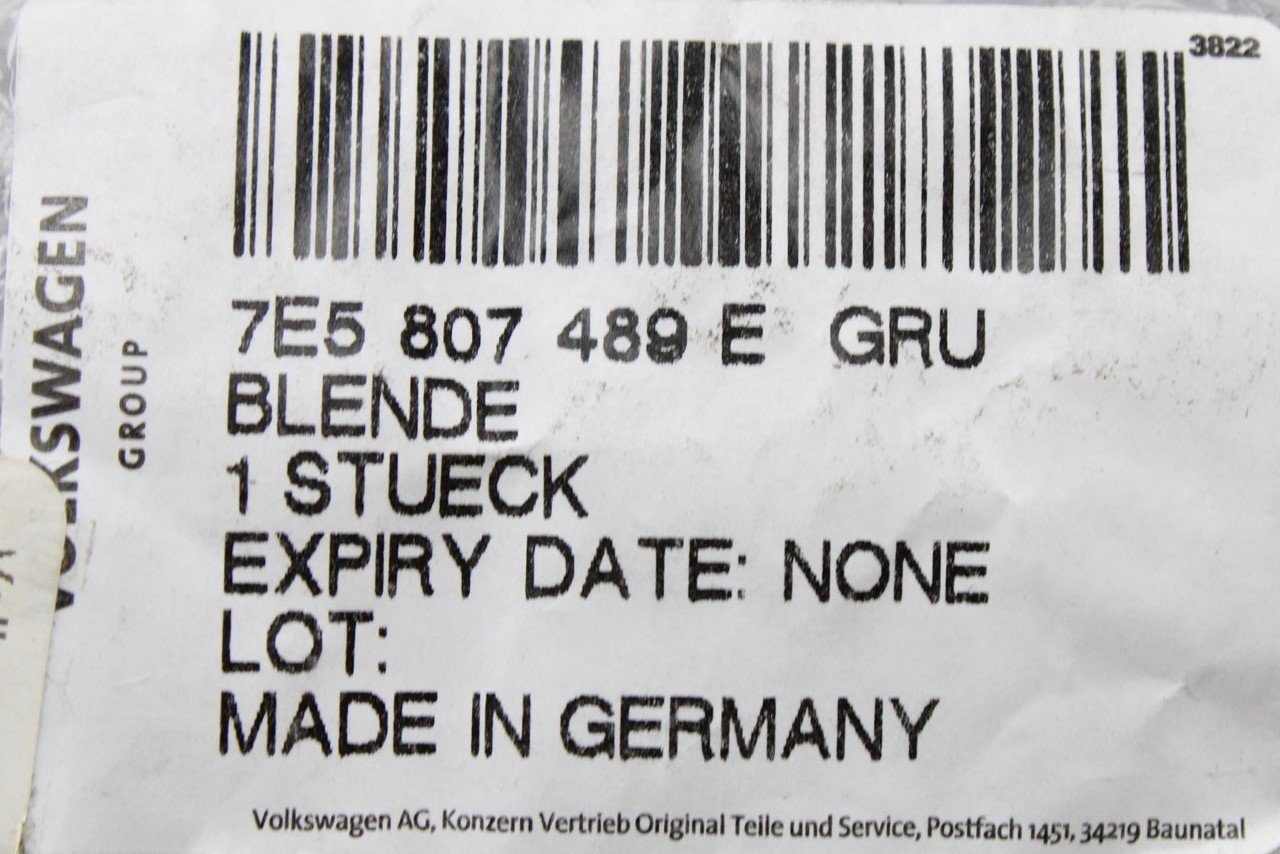 3822
7E5 807 489 E GRU
BLENDE
1 STUECK
EXPIRY DATE: NONE
LOT:
MADE IN GERMANY
Volkswagen AG, Konzern Vertrieb Original Teile und Service, Postfach 1451, 34219 Baunatal
VOLKSWAGEN
GROUP